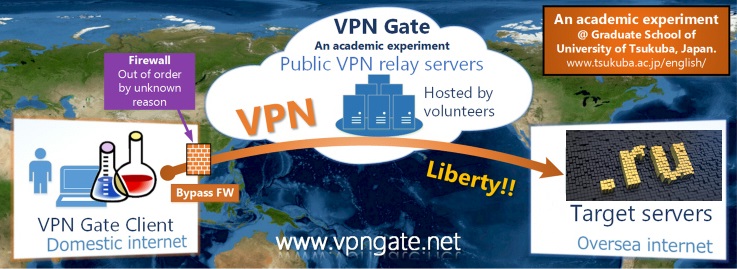 VPN Gate
An academic experiment
Public VPN relay servers
Hosted by
volunteers
An academic experiment
@ Graduate School of
University of Tsukuba, Japan.
www.tsukuba.ac.jp/english/
Firewall
Out of order
by unknown
reason
VPN
Bypass FW
Liberty!!
VPN Gate Client
Domestic internet
.ru
Target servers
Oversea internet
www.vpngate.net